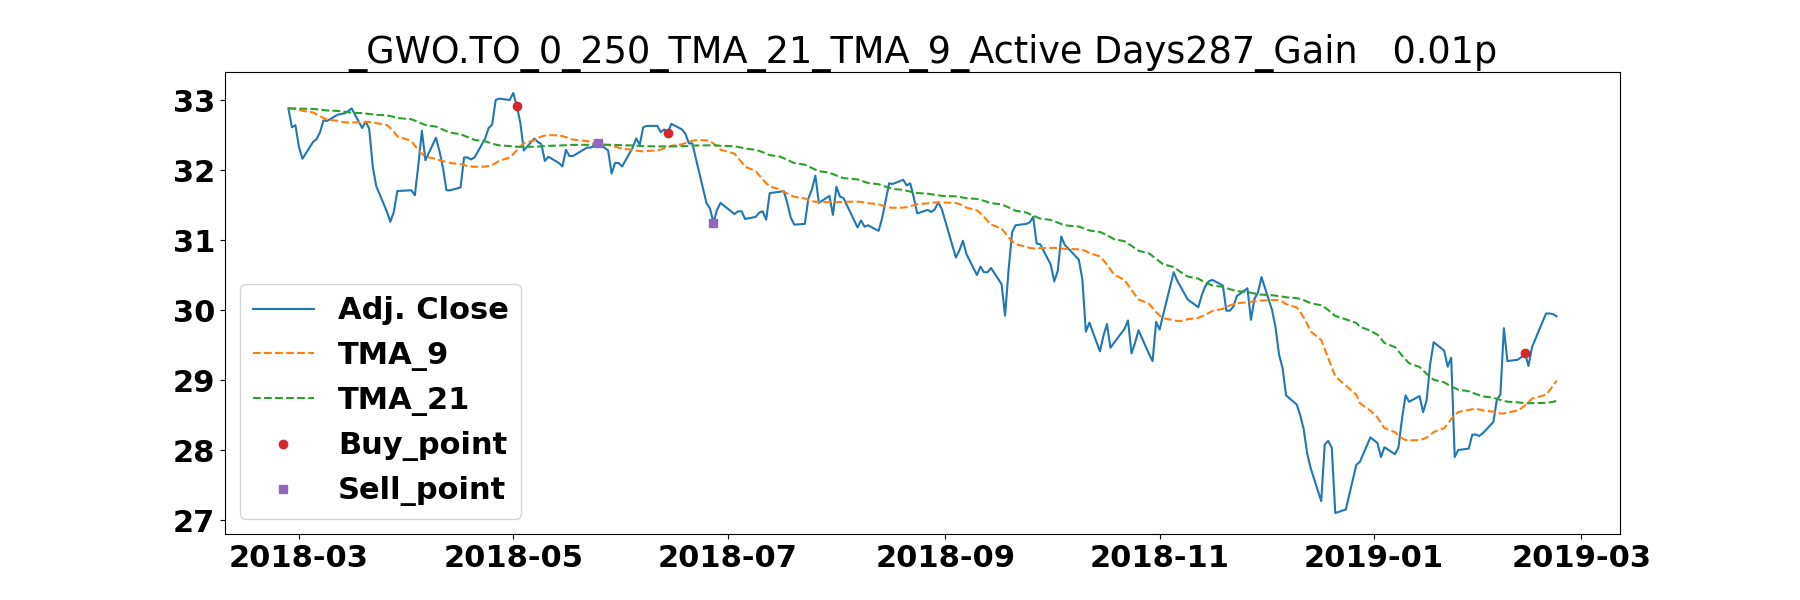 _GWO.TO_0_250_TMA_21_TMA_9_Active Days287_Gain   0.01p
33
32
31
30
29
28
27
Adj. Close
TMA_9
TMA_21
Buy_point
Sell_point
2018-03 2018-05 2018-07 2018-09 2018-11 2019-01 2019-03